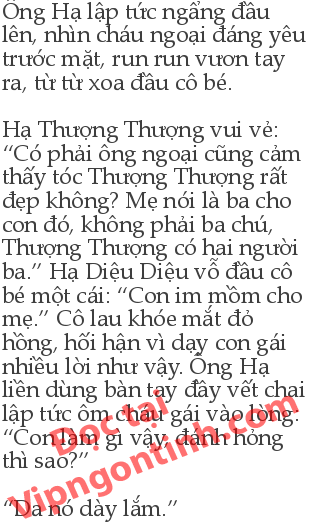 Ông Hạ lập tức ngẩng đầu
lên, nhìn cháu ngoại đáng yêu
trước mặt, run run vươn tay
ra, từ từ xoa đầu cô bé.
Hạ Thượng Thượng vui vẻ:
“Có phải ông ngoại cũng cảm
thấy tóc Thượng Thượng rất
đẹp không? Mẹ nói là ba cho
con đó, không phải ba chú,
Thượng Thượng có hai người
ba.” Hạ Diệu Diệu vỗ đầu cô
bé một cái: “Con im mồm cho
mẹ.” Cô lau khóe mắt đỏ
hồng, hối hận vì dạy con gái
nhiều lời như vậy. Ông Hạ
liền dùng bàn tay đầy vết chai
lập tức ôm cháu gái vào lòng:
“Con làm gì vậy, đánh hỏng
thì sao?”
“Da nó dày lắm.”
Đọc tại
Vipngontinh.com